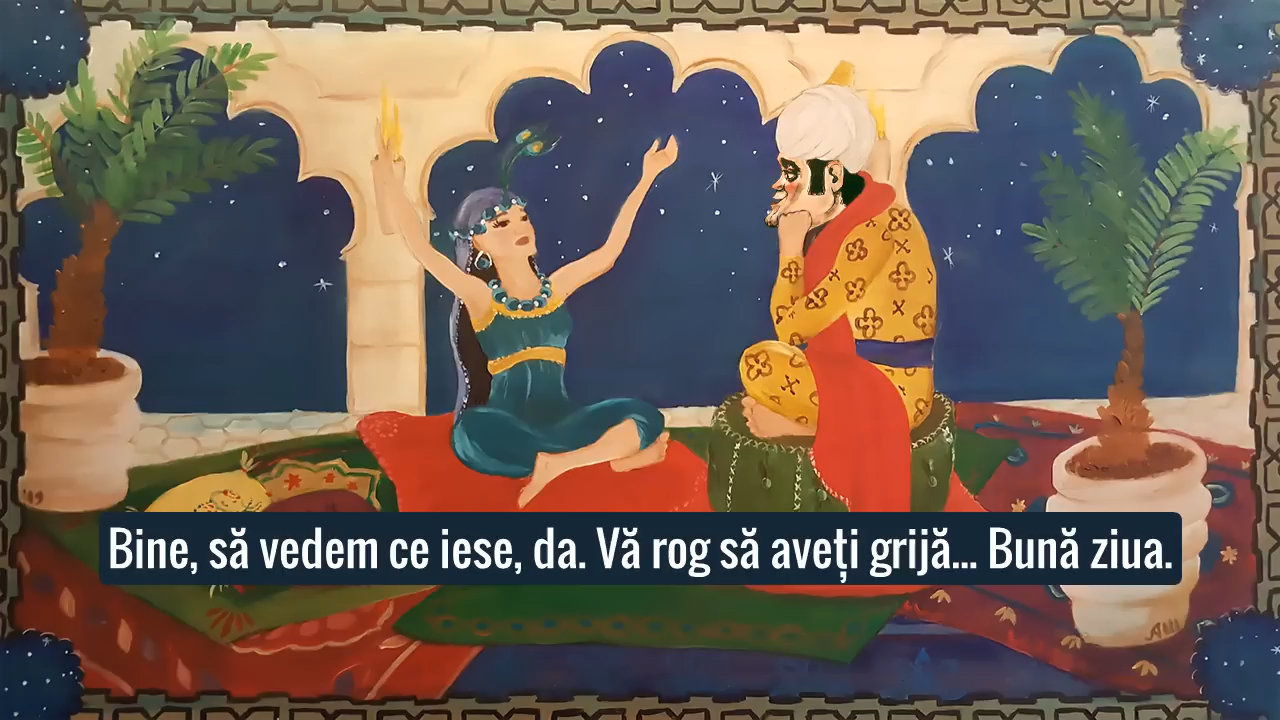 Bine, să vedem ce iese, da. Vă rog să aveți grijă... Bună ziua.